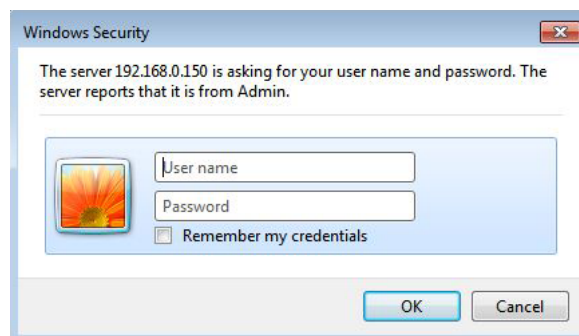 Windows Security
The server 192.168.0.150 is asking for your user name and password. The
server reports that it is from Admin.
User name
Password
Remember my credentials
OK Cancel